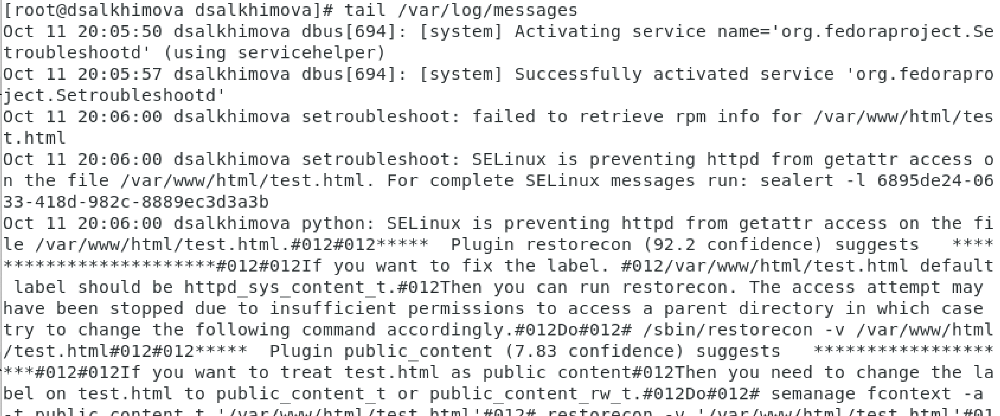 [root@dsalkhimova dsalkhimova]# tail /var/log/messages
Oct 11 20:05:50 dsalkhimova dbus[694]: [system] Activating service name='org.fedoraproject.Se
troubleshootd' (using servicehelper)
Oct 11 20:05:57 dsalkhimova dbus[694]: [system] Successfully activated service 'org.fedorapro
ject.Setroubleshootd'
Oct 11 20:06:00 dsalkhimova setroubleshoot: failed to retrieve rpm info for /var/www/html/tes
t.html
Oct 11 20:06:00 dsalkhimova setroubleshoot: SELinux is preventing httpd from getattr access o
n the file /var/www/html/test.html. For complete SELinux messages run: sealert -l 6895de24-06
33-418d-982c-8889ec3d3a3b
Oct 11 20:06:00 dsalkhimova python: SELinux is preventing httpd from getattr access on the fi
le /var/www/html/test.html.#012#012*****  Plugin restorecon (92.2 confidence) suggests   ****
********************#012#012If you want to fix the label. #012/var/www/html/test.html default
 label should be httpd_sys_content_t.#012Then you can run restorecon. The access attempt may
have been stopped due to insufficient permissions to access a parent directory in which case
try to change the following command accordingly.#012Do#012# /sbin/restorecon -v /var/www/html
/test.html#012#012*****  Plugin public_content (7.83 confidence) suggests   *****************
***#012#012If you want to treat test.html as public content#012Then you need to change the la
bel on test.html to public_content_t or public_content_rw_t.#012Do#012# semanage fcontext -a
-t public_content_t '/var/www/html/test.html'#012# restorecon -v '/var/www/html/test.html'#01